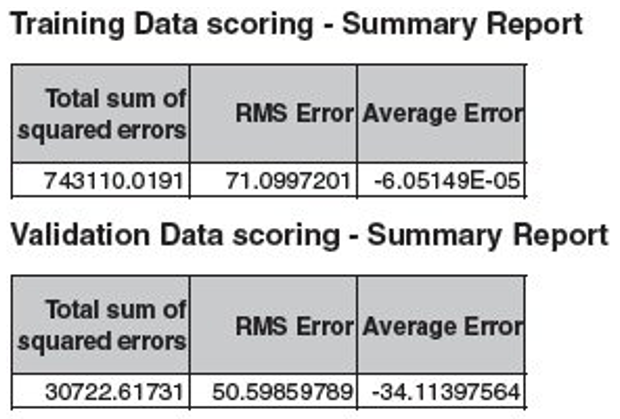 Training Data scoring - Summary Report
Total sum of squared errors RMS Error Average Error
743110.0191 71.0997201 -6.05149E-05
Validation Data scoring - Summary Report
Total sum of squared errors RMS Error Average Error
30722.61731 50.59859789 -34.11397564